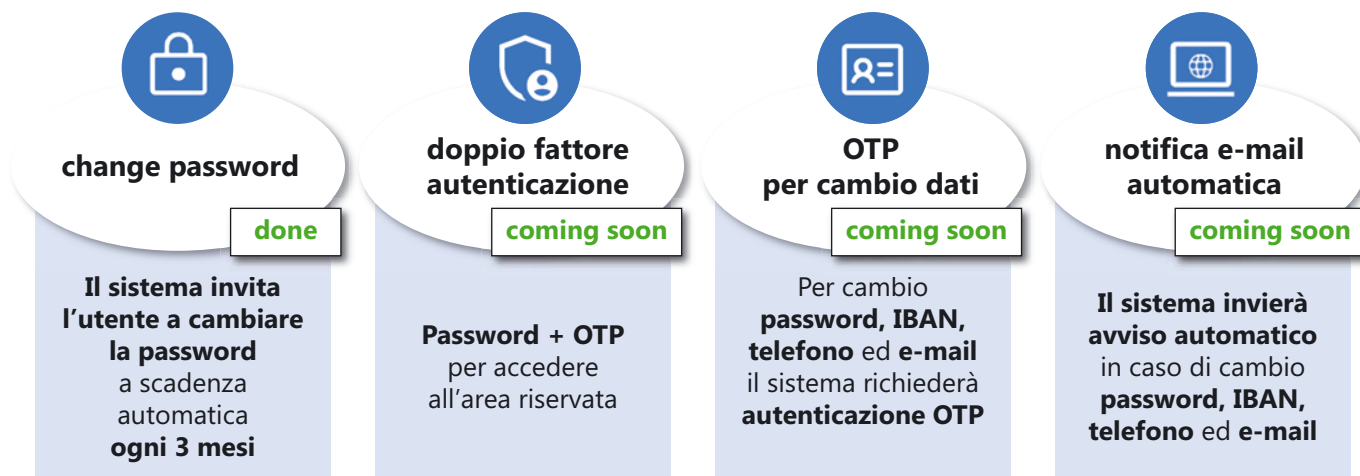 change password
done
Il sistema invita
l’utente a cambiare
la password
a scadenza
automatica
ogni 3 mesi
doppio fattore
autenticazione
coming soon
Password + OTP
per accedere
all’area riservata
OTP
per cambio dati
coming soon
Per cambio
password, IBAN,
telefono ed e-mail
il sistema richiederà
autenticazione OTP
notifica e-mail
automatica
coming soon
Il sistema invierà
avviso automatico
in caso di cambio
password, IBAN,
telefono ed e-mail